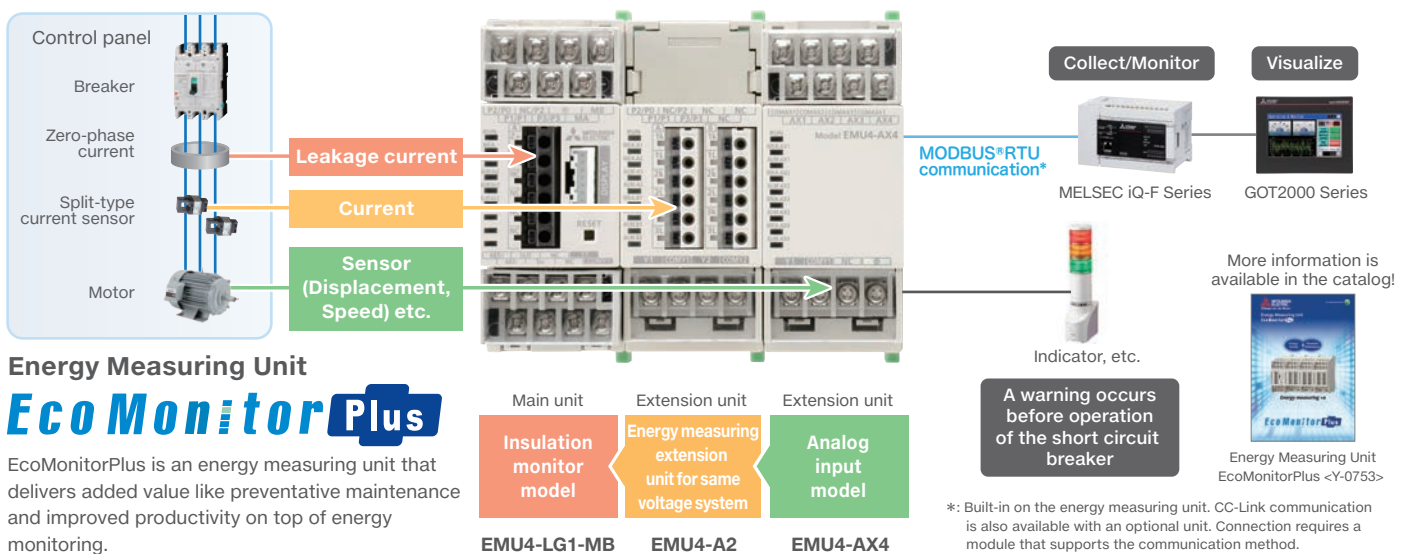 Control panel
Breaker
Zero-phase
current
Split-type
current sensor
Motor
Leakage current
Current
Sensor
(Displacement,
Speed) etc.
Model EMU4-AX4
DISPLAY
RESET
MODBUS®RTU
communication*
Collect/Monitor
Visualize
MELSEC iQ-F Series
GOT2000 Series
Indicator, etc.
A warning occurs
before operation
of the short circuit
breaker
More information is
available in the catalog!
Energy Measuring Unit
EcoMonitorPlus
Energy Measuring Unit
EcoMonitorPlus <Y-0753>
Energy Measuring Unit
EcoMonitorPlus
EcoMonitorPlus is an energy measuring unit that
delivers added value like preventative maintenance
and improved productivity on top of energy
monitoring.
Main unit
Insulation
monitor
model
EMU4-LG1-MB
Extension unit
Energy measuring
extension
unit for same
voltage system
EMU4-A2
Extension unit
Analog
input
model
EMU4-AX4
*: Built-in on the energy measuring unit. CC-Link communication
is also available with an optional unit. Connection requires a
module that supports the communication method.